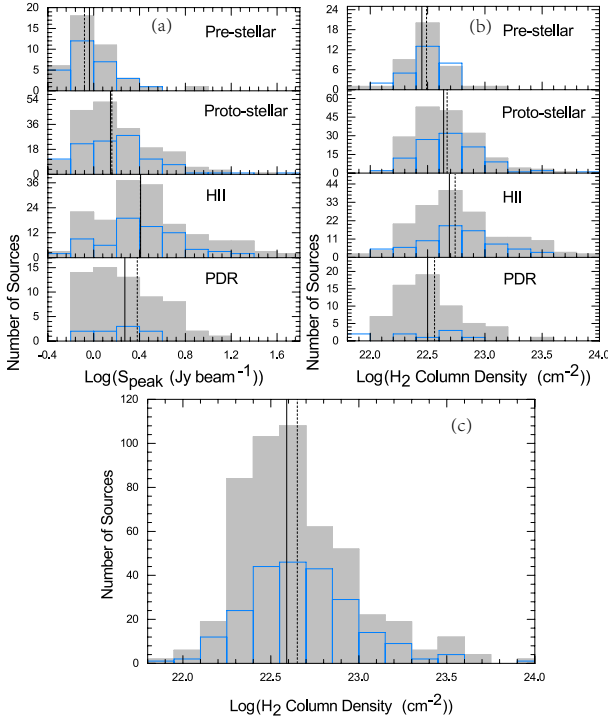 (a)
Pre-stellar
20
15
10
5
0
Proto-stellar
54
36
18
0
HII
36
24
12
0
PDR
15
10
5
0
Number of Sources
-0.4 0.0 0.4 1.2
Log(S_peak (Jy beam⁻¹))
(b)
Pre-stellar
24
18
12
6
0
Proto-stellar
60
45
30
15
0
HII
44
33
22
11
0
PDR
20
15
10
5
0
Number of Sources
22.0 22.5 23.0 23.5 24.0
Log(H₂ Column Density (cm⁻²))
(c)
120
100
80
60
40
20
0
Number of Sources
22.0 22.5 23.0 23.5 24.0
Log(H₂ Column Density (cm⁻²))